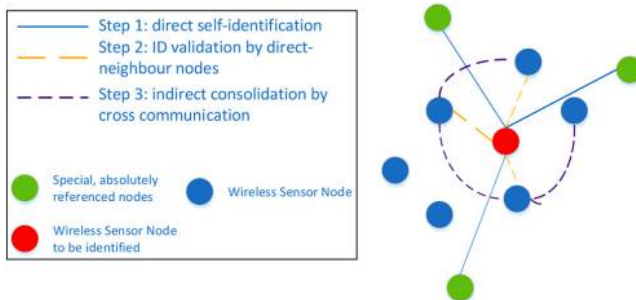 Step 1: direct self-identification
Step 2: ID validation by direct-
neighbour nodes
Step 3: indirect consolidation by
cross communication
Special, absolutely
referenced nodes
Wireless Sensor Node
Wireless Sensor Node
to be identified